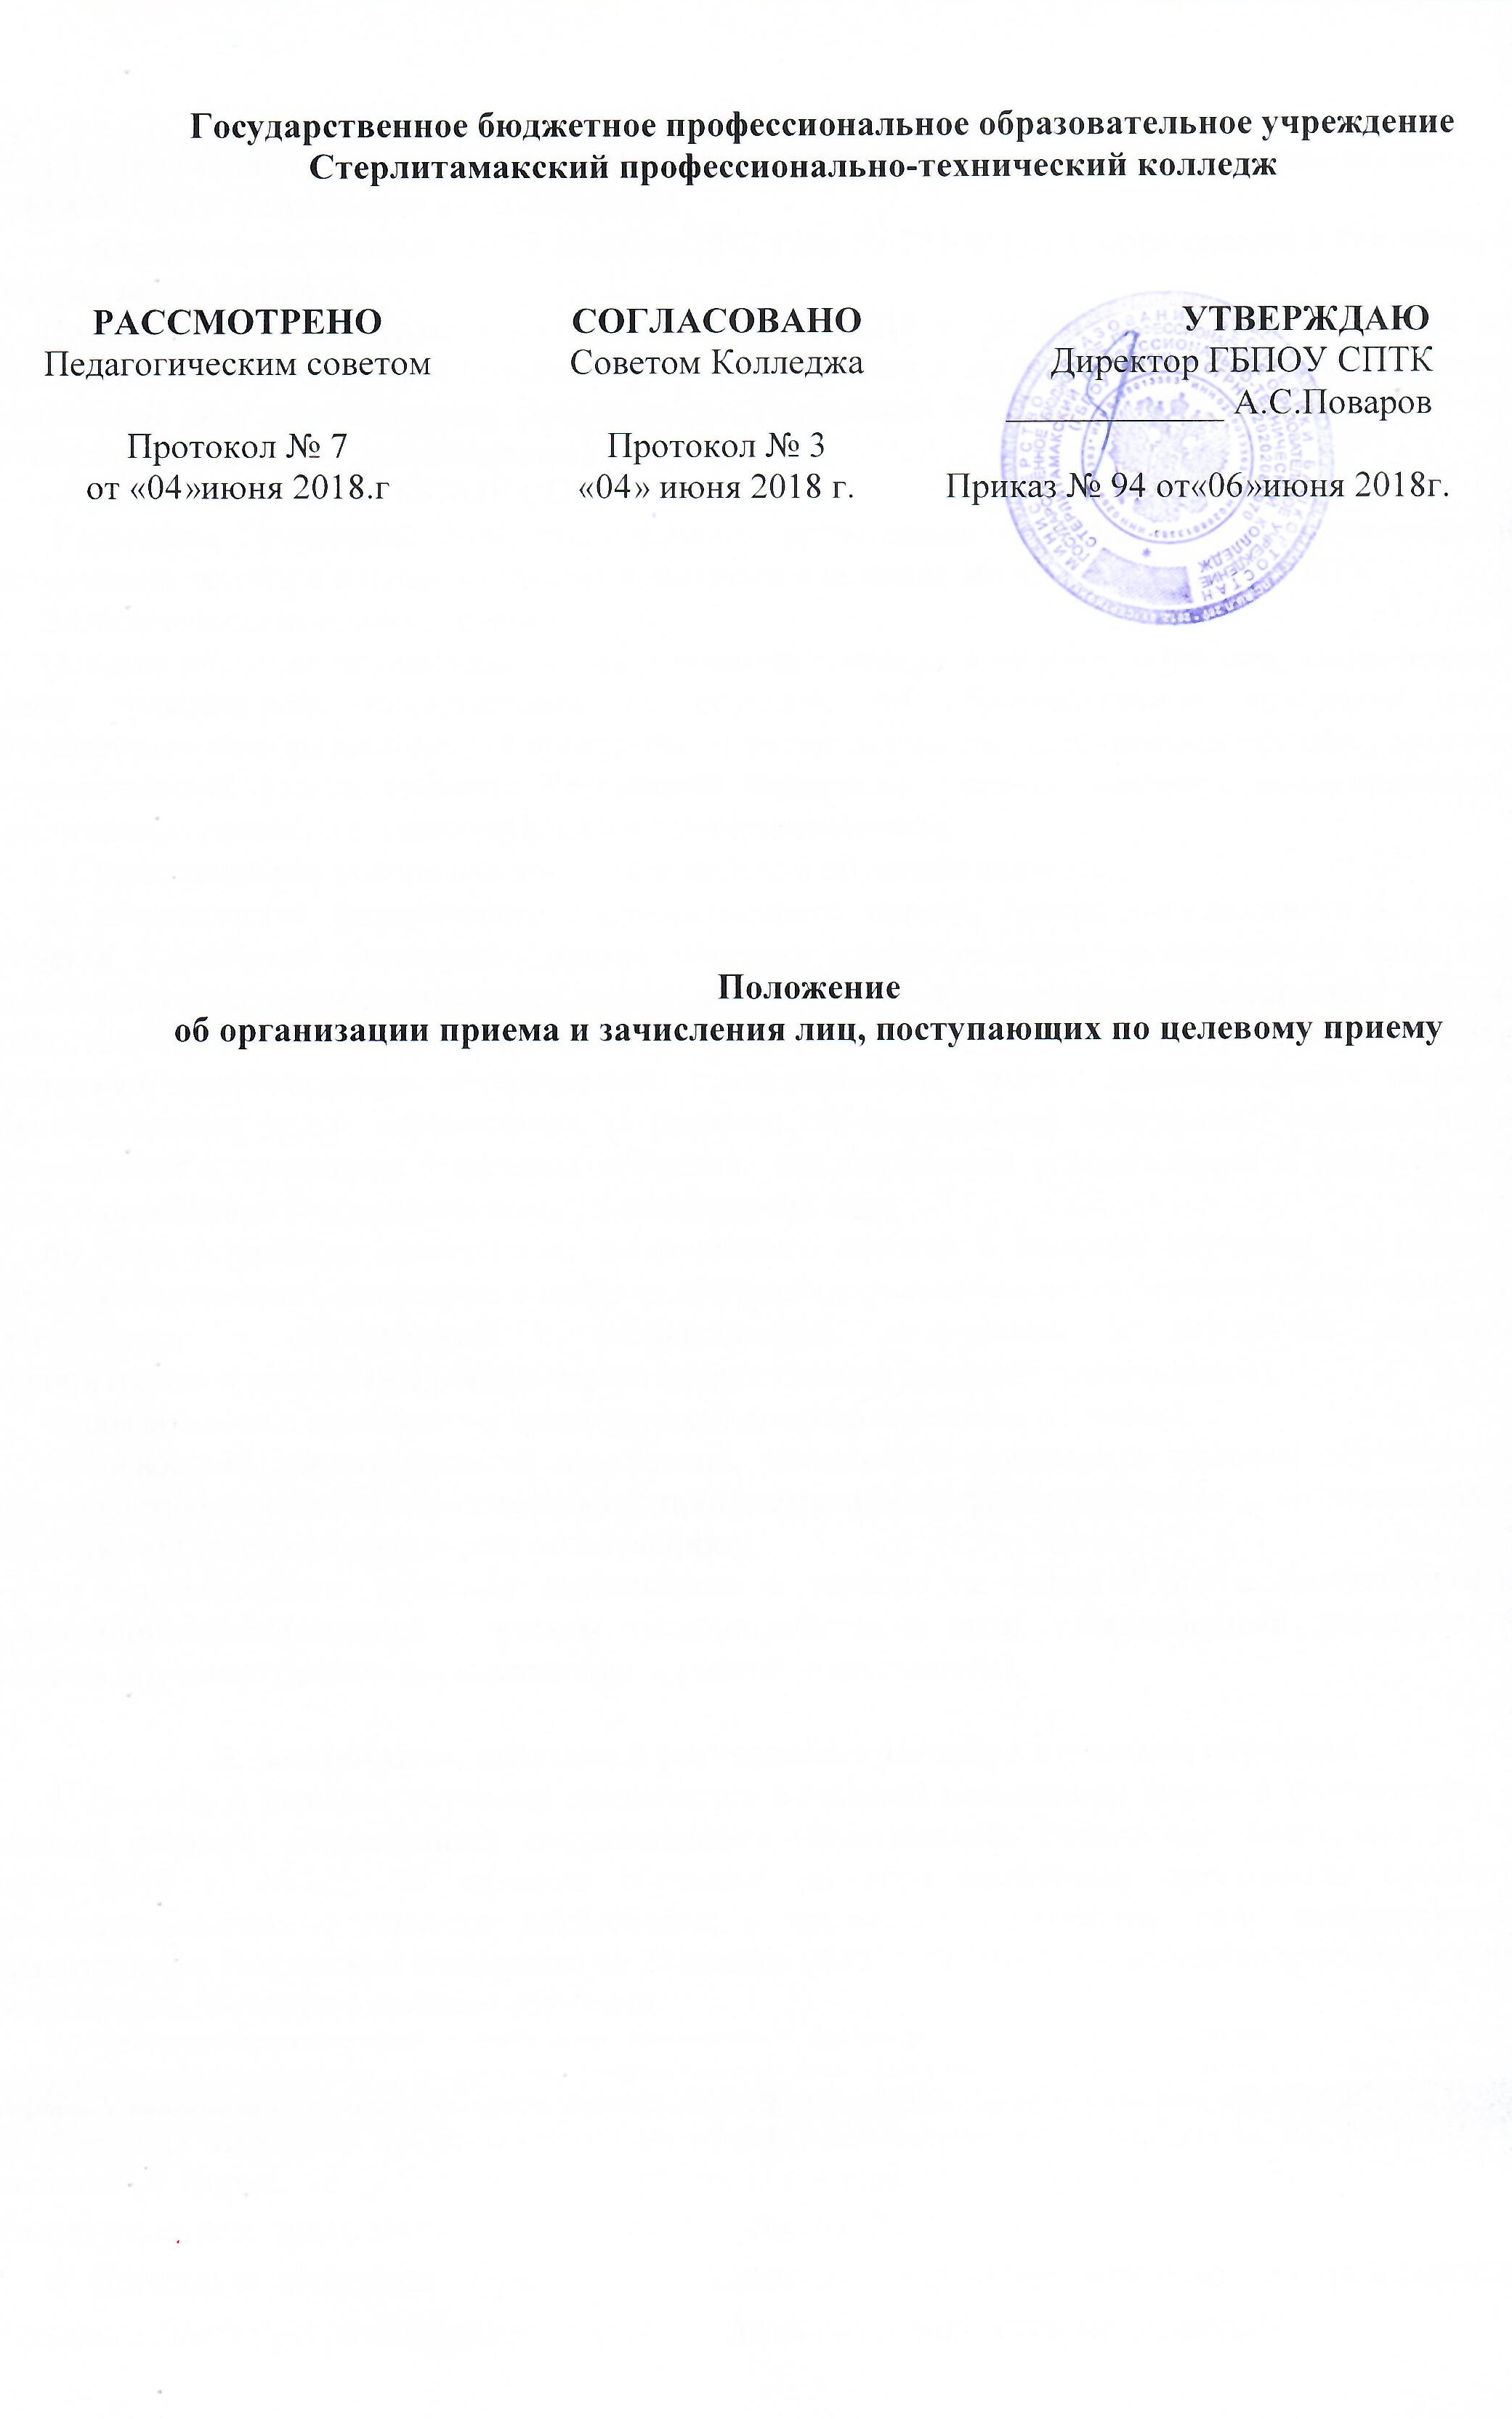 Государственное бюджетное профессиональное образовательное учреждение
Стерлитамакский профессионально-технический колледж
РАССМОТРЕНО
Педагогическим советом
Протокол № 7
от «04»июня 2018.г
СОГЛАСОВАНО
Советом Колледжа
Протокол № 3
«04» июня 2018 г.
УТВЕРЖДАЮ
Директор ГБПОУ СПТК
А.С.Поваров
Приказ № 94 от«06»июня 2018г.
Положение
об организации приема и зачисления лиц, поступающих по целевому приему